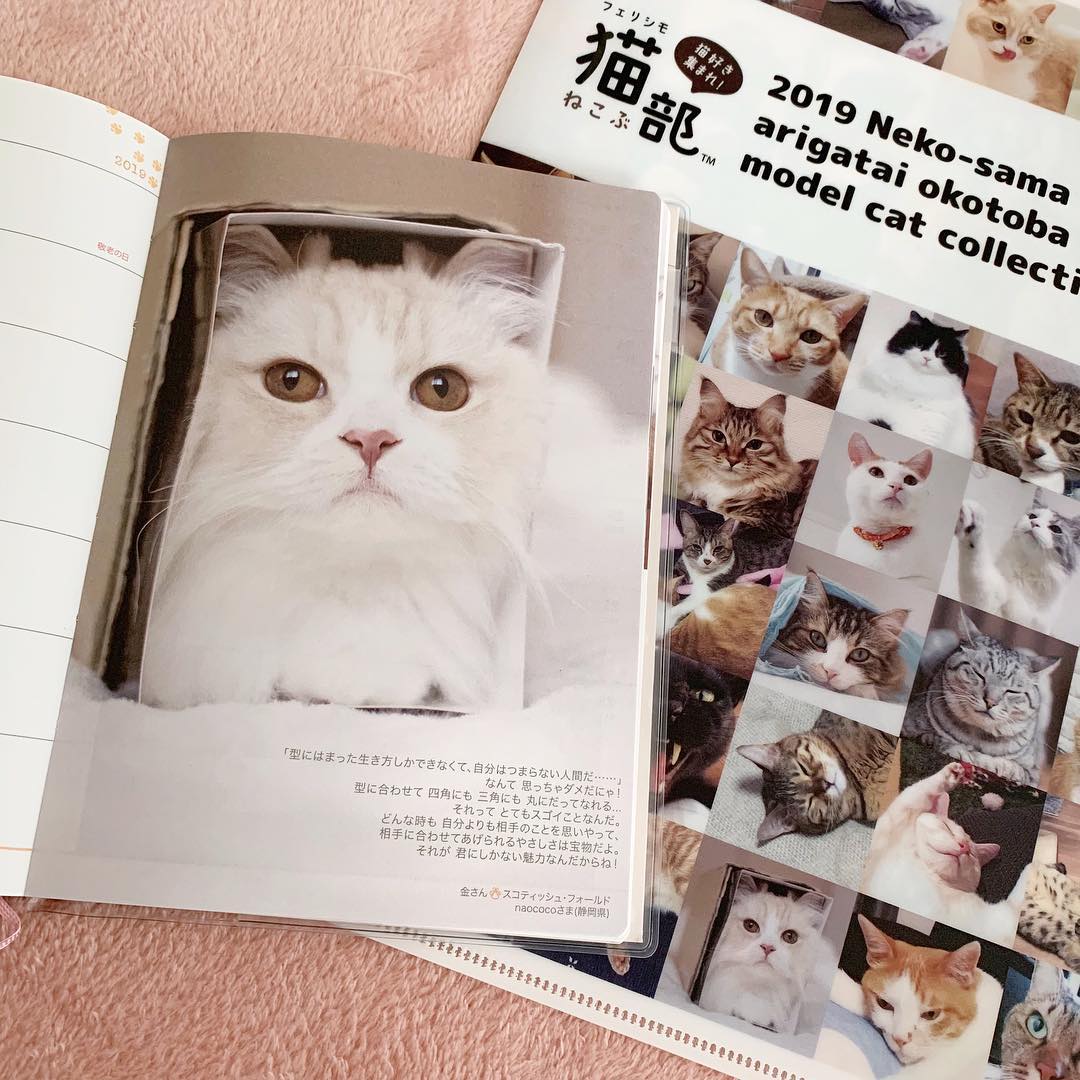 2019
敬老の日
「型にはまった生き方しかできなくて、自分はつまらない人間だ……」
なんて 思っちゃダメだにゃ！
型に合わせて 四角にも 三角にも 丸にだってなれる…
それって とてもスゴイことなんだ。
どんな時も 自分よりも相手のことを思いやって、
相手に合わせてあげられるやさしさは宝物だよ。
それが 君にしかない魅力なんだからね！
金さん スコティッシュ・フォールド
naococoさま(静岡県)
フェリシモ
猫部
ねこぶ
TM
猫好き
集まれ！
2019 Neko-sama
arigatai okotoba
model cat collecti